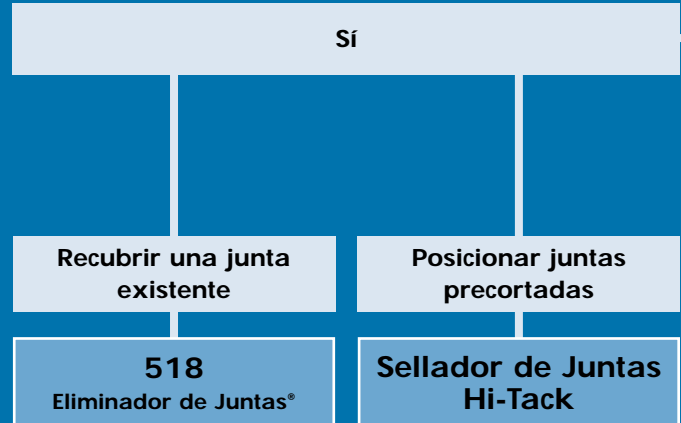 Sí
Recubrir una junta
existente
Posicionar juntas
precortadas
518
Eliminador de Juntas®
Sellador de Juntas
Hi-Tack